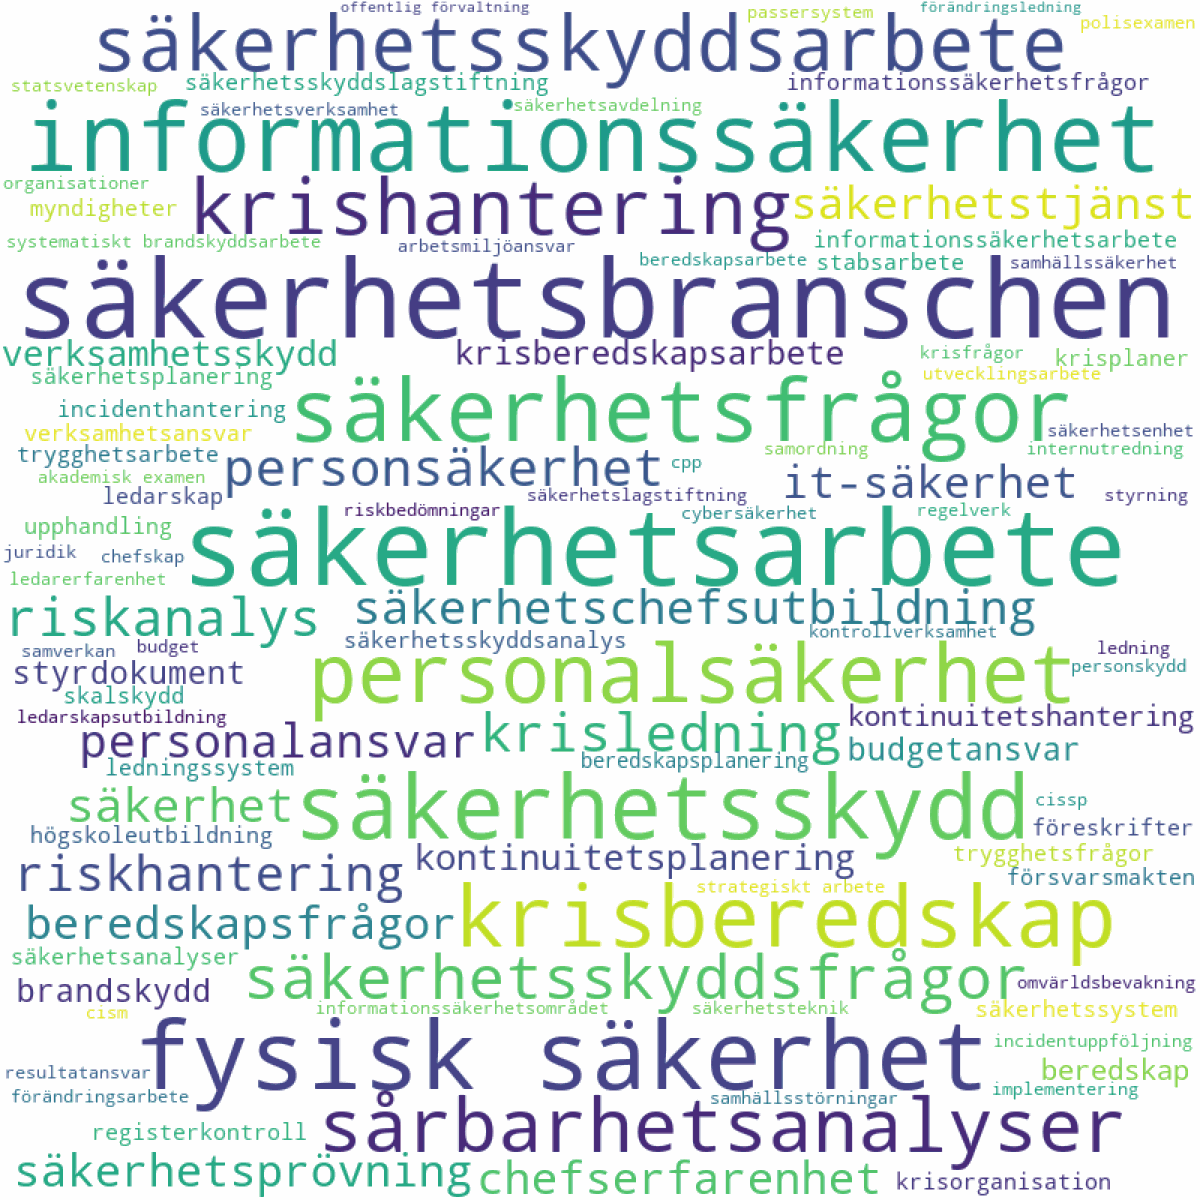 offentlig förvaltning
passersystem
förändringsledning
säkerhetsskyddsarbete
polisexamen
statsvetenskap
säkerhetsskyddslagstiftning
informationssäkerhetsfrågor
säkerhetsverksamhet
säkerhetsavdelning
informationssäkerhet
organisationer
krishantering
säkerhetstjänst
myndigheter
systematiskt brandskyddsarbete
arbetsmiljöansvar
informationssäkerhetsarbete
beredskapsarbete
stabsarbete
samhällssäkerhet
säkerhetsbranschen
verksamhetsskydd
krisberedskapsarbete
krisfrågor
krisplaner
säkerhetsplanering
utvecklingsarbete
incidenthantering
säkerhetsfrågor
verksamhetsansvar
säkerhetsenhet
trygghetsarbete
personsäkerhet
cpp
samordning
internutredning
akademisk examen
it-säkerhet
ledarskap
säkerhetslagstiftning
styrning
upphandling
riskbedömningar
cybersäkerhet
regelverk
juridik
chefskap
säkerhetsarbete
ledarerfarenhet
riskanalys
säkerhetschefsutbildning
kontrollverksamhet
samverkan
budget
säkerhetsskyddsanalys
ledning
styrdokument
personalsäkerhet
personskydd
skalskydd
ledarskapsutbildning
kontinuitetshantering
personalansvar
krisledning
budgetansvar
ledningssystem
beredskapsplanering
säkerhet
säkerhetsskydd
cissp
högskoleutbildning
föreskrifter
riskhantering
kontinuitetsplanering
trygghetsfrågor
försvarsmakten
strategiskt arbete
beredskapsfrågor
krisberedskap
säkerhetsanalyser
säkerhetsskyddsfrågor
brandskydd
omvärldsbevakning
cism
informationssäkerhetsområdet
säkerhetsteknik
säkerhetssystem
fysisk säkerhet
incidentuppföljning
resultatansvar
beredskap
förändringsarbete
samhällsstörningar
implementering
registerkontroll
sårbarhetsanalyser
säkerhetsprövning
chefserfarenhet
krisorganisation